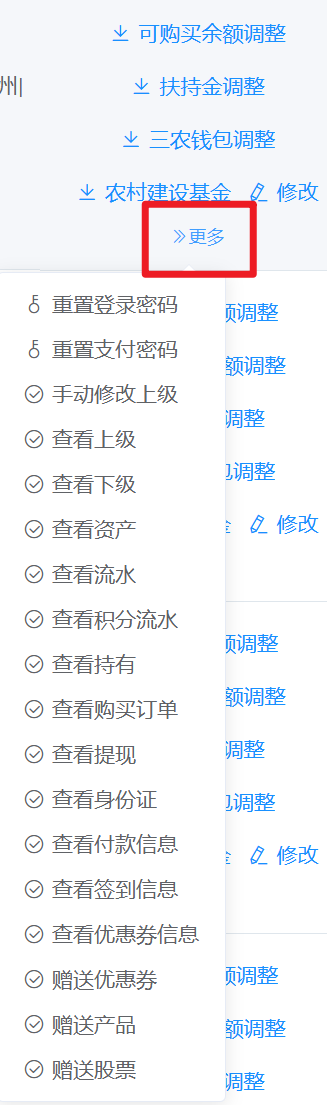 可购买余额调整
州|
扶持金调整
三农钱包调整
农村建设基金 修改
更多
重置登录密码
额调整
重置支付密码
额调整
手动修改上级
调整
查看上级
包调整
查看下级
查看资产
金 修改
查看流水
查看积分流水
额调整
查看持有
额调整
查看购买订单
调整
查看提现
包调整
查看身份证
查看付款信息
金 修改
查看签到信息
查看优惠券信息
赠送优惠券
额调整
赠送产品
额调整
赠送股票
调整